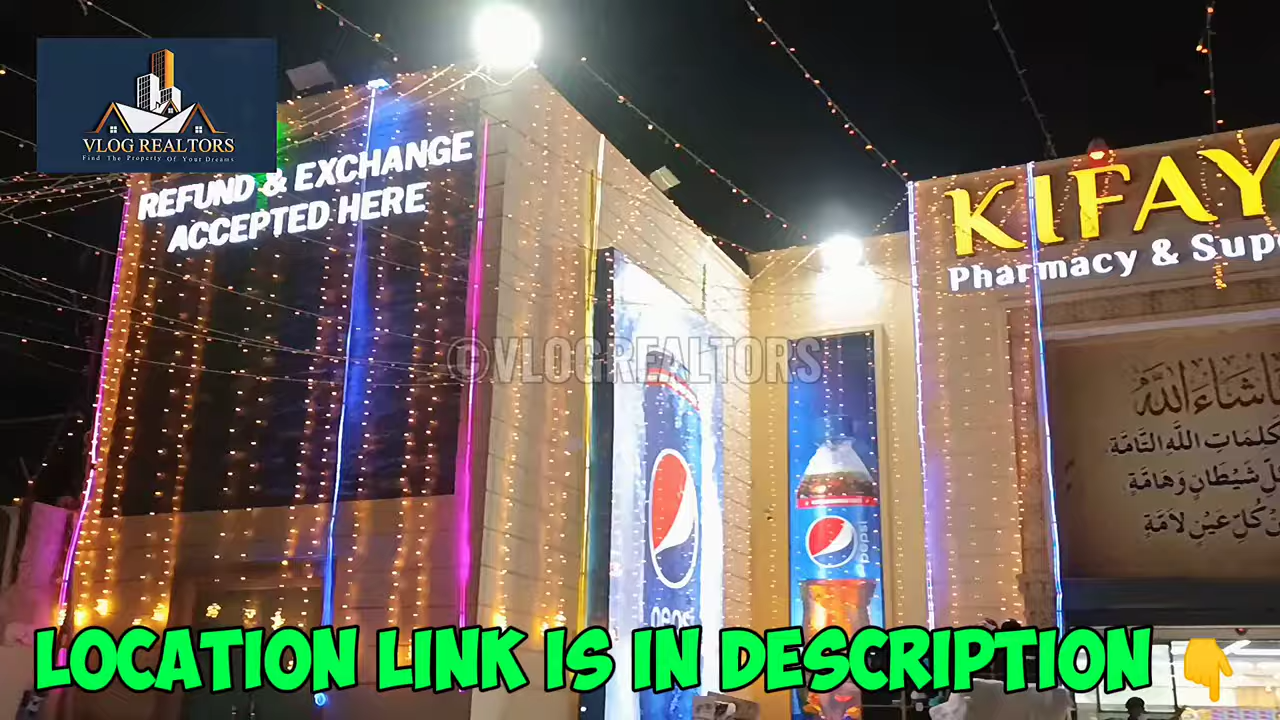 VLOG REALTORS
Find The Property Of Your Dreams
REFUND & EXCHANGE
ACCEPTED HERE
KIFAY
Pharmacy & Sup
©VLOGREALTORS
pepsi
pepsi
ماشاءالله
كلمات الله التامة
شيطان وهامة
كل عين لامة
LOCATION LINK IS IN DESCRIPTION 👇